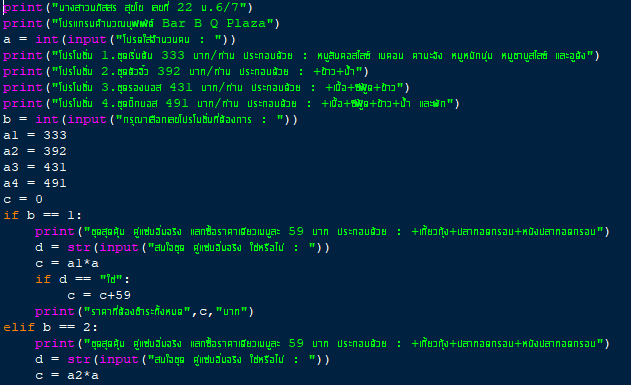 print("นางสาวนภัสสร สุขใย เลขที่ 22 ม.6/7")
print("โปรแกรมคำนวณบุฟเฟ่ต์ Bar B Q Plaza")
a = int(input("โปรดใส่จำนวนคน : "))
print("โปรโมชั่น 1.ชุดเริ่มต้น 333 บาท/ท่าน ประกอบด้วย : หมูสันคอสไลซ์ เบคอน คามะจัง หมูหมักนุ่ม หมูชาบูสไลซ์ และอูด้ง")
print("โปรโมชั่น 2.ชุดตัวจิ๋ว 392 บาท/ท่าน ประกอบด้วย : +ข้าว+น้ำ")
print("โปรโมชั่น 3.ชุดรองบอส 431 บาท/ท่าน ประกอบด้วย : +เนื้อ+ซีฟู้ด+ข้าว")
print("โปรโมชั่น 4.ชุดบิ๊กบอส 491 บาท/ท่าน ประกอบด้วย : +เนื้อ+ซีฟู้ด+ข้าว+น้ำ และผัก")
b = int(input("กรุณาเลือกเลขโปรโมชั่นที่ต้องการ : "))
a1 = 333
a2 = 392
a3 = 431
a4 = 491
c = 0
if b == 1:
print("ชุดสุดคุ้ม คู่แซ่บอิ่มจริง แลกซื้อราคาเดียวเมนูละ 59 บาท ประกอบด้วย : +เกี๊ยวกุ้ง+ปลาทอดกรอบ+หนังปลาทอดกรอบ")
d = str(input("สนใจชุด คู่แซ่บอิ่มจริง ใช่หรือไม่ : "))
c = a1*a
if d == "ใช่":
c = c+59
print("ราคาที่ต้องชำระทั้งหมด",c,"บาท")
elif b == 2:
print("ชุดสุดคุ้ม คู่แซ่บอิ่มจริง แลกซื้อราคาเดียวเมนูละ 59 บาท ประกอบด้วย : +เกี๊ยวกุ้ง+ปลาทอดกรอบ+หนังปลาทอดกรอบ")
d = str(input("สนใจชุด คู่แซ่บอิ่มจริง ใช่หรือไม่ : "))
c = a2*a